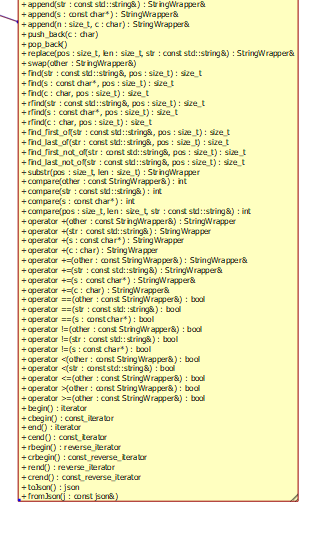 + append(str : const std::string&) : StringWrapper&
+ append(s : const char*) : StringWrapper&
+ append(n : size_t, c : char) : StringWrapper&
+ push_back(c : char)
+ pop_back()
+ replace(pos : size_t, len : size_t, str : const std::string&) : StringWrapper&
+ swap(other : StringWrapper&)
+ find(str : const std::string&, pos : size_t) : size_t
+ find(s : const char*, pos : size_t) : size_t
+ find(c : char, pos : size_t) : size_t
+ rfind(str : const std::string&, pos : size_t) : size_t
+ rfind(s : const char*, pos : size_t) : size_t
+ rfind(c : char, pos : size_t) : size_t
+ find_first_of(str : const std::string&, pos : size_t) : size_t
+ find_last_of(str : const std::string&, pos : size_t) : size_t
+ find_first_not_of(str : const std::string&, pos : size_t) : size_t
+ find_last_not_of(str : const std::string&, pos : size_t) : size_t
+ substr(pos : size_t, len : size_t) : StringWrapper
+ compare(other : const StringWrapper&) : int
+ compare(str : const std::string&) : int
+ compare(s : const char*) : int
+ compare(pos : size_t, len : size_t, str : const std::string&) : int
+ operator +(other : const StringWrapper&) : StringWrapper
+ operator +(str : const std::string&) : StringWrapper
+ operator +(s : const char*) : StringWrapper
+ operator +(c : char) : StringWrapper
+ operator +=(other : const StringWrapper&) : StringWrapper&
+ operator +=(str : const std::string&) : StringWrapper&
+ operator +=(s : const char*) : StringWrapper&
+ operator +=(c : char) : StringWrapper&
+ operator ==(other : const StringWrapper&) : bool
+ operator ==(str : const std::string&) : bool
+ operator ==(s : const char*) : bool
+ operator !=(other : const StringWrapper&) : bool
+ operator !=(str : const std::string&) : bool
+ operator !=(s : const char*) : bool
+ operator <(other : const StringWrapper&) : bool
+ operator <(str : const std::string&) : bool
+ operator <=(other : const StringWrapper&) : bool
+ operator >(other : const StringWrapper&) : bool
+ operator >=(other : const StringWrapper&) : bool
+ begin() : iterator
+ cbegin() : const_iterator
+ end() : iterator
+ cend() : const_iterator
+ rbegin() : reverse_iterator
+ crbegin() : const_reverse_iterator
+ rend() : reverse_iterator
+ crend() : const_reverse_iterator
+ toJson() : json
+ fromJson(j : const json&)